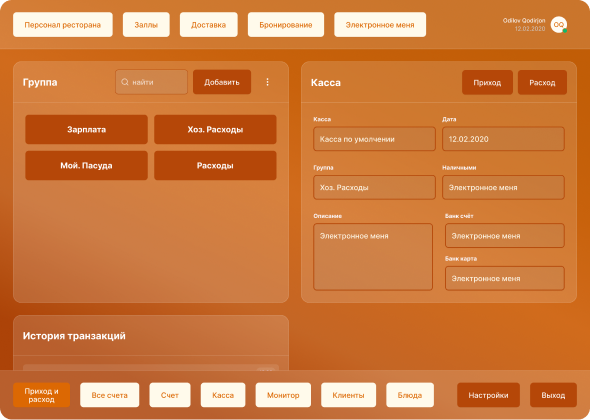 Персонал ресторана
Заллы
Доставка
Бронирование
Электронное меня
Odilov Qodirjon
12.02.2020
OQ
Группа
найти
Добавить
Зарплата
Хоз. Расходы
Мой. Пасуда
Расходы
Касса
Приход
Расход
Касса
Дата
Касса по умолчении
12.02.2020
Группа
Наличными
Хоз. Расходы
Электронное меня
Описание
Банк счёт
Электронное меня
Электронное меня
Банк карта
Электронное меня
История транзакций
Приход и
расход
Все счета
Счет
Касса
Монитор
Клиенты
Блюда
Настройки
Выход